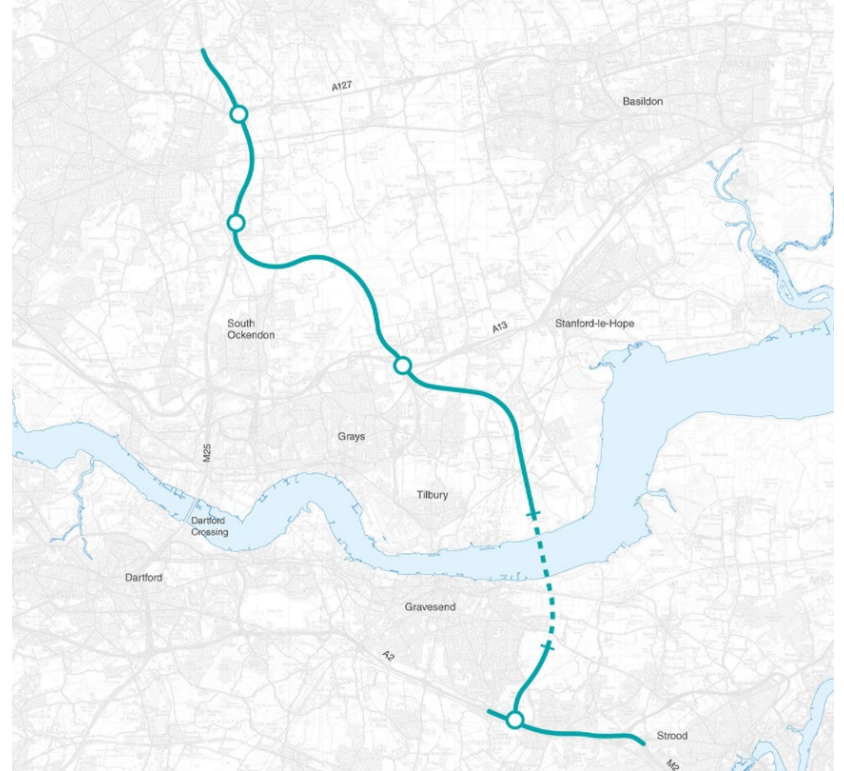 A127
Basildon
South
Ockendon
A13
Stanford-le-Hope
M25
Grays
Tilbury
Dartford
Crossing
Dartford
Gravesend
A2
Strood
M2